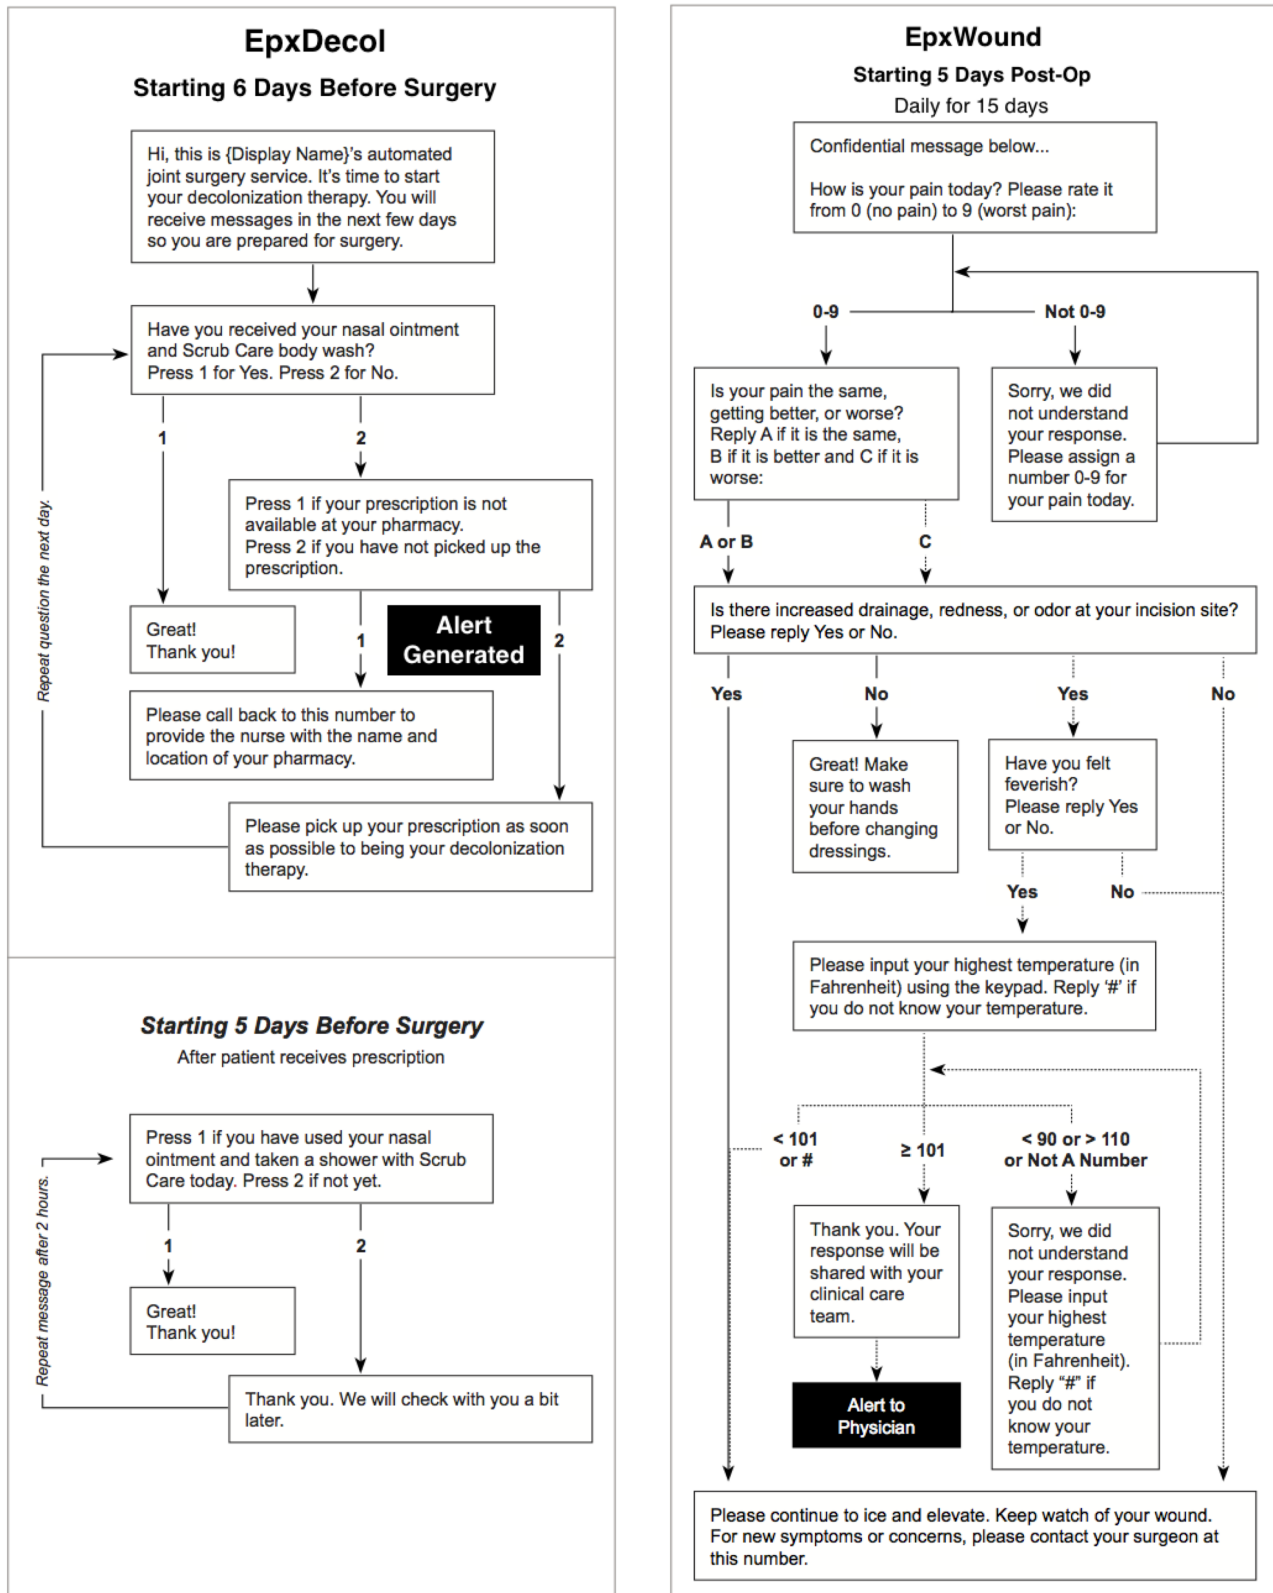 EpxDecol
Starting 6 Days Before Surgery
Hi, this is {Display Name}'s automated
joint surgery service. It's time to start
your decolonization therapy. You will
receive messages in the next few days
so you are prepared for surgery.
Have you received your nasal ointment
and Scrub Care body wash?
Press 1 for Yes. Press 2 for No.
1
2
Repeat question the next day.
Press 1 if your prescription is not
available at your pharmacy.
Press 2 if you have not picked up the
prescription.
Great!
Thank you!
1
Alert
Generated
2
Please call back to this number to
provide the nurse with the name and
location of your pharmacy.
Please pick up your prescription as soon
as possible to being your decolonization
therapy.
Starting 5 Days Before Surgery
After patient receives prescription
Press 1 if you have used your nasal
ointment and taken a shower with Scrub
Care today. Press 2 if not yet.
Repeat message after 2 hours.
1
2
Great!
Thank you!
Thank you. We will check with you a bit
later.
EpxWound
Starting 5 Days Post-Op
Daily for 15 days
Confidential message below...
How is your pain today? Please rate it
from 0 (no pain) to 9 (worst pain):
0-9
Not 0-9
Is your pain the same,
getting better, or worse?
Reply A if it is the same,
B if it is better and C if it is
worse:
Sorry, we did
not understand
your response.
Please assign a
number 0-9 for
your pain today.
A or B
C
Is there increased drainage, redness, or odor at your incision site?
Please reply Yes or No.
Yes
No
Yes
No
Great! Make
sure to wash
your hands
before changing
dressings.
Have you felt
feverish?
Please reply Yes
or No.
Yes
No
Please input your highest temperature (in
Fahrenheit) using the keypad. Reply '#' if
you do not know your temperature.
< 101
or #
≥ 101
< 90 or > 110
or Not A Number
Thank you. Your
response will be
shared with your
clinical care
team.
Sorry, we did
not understand
your response.
Please input
your highest
temperature
(in Fahrenheit).
Reply "#" if
you do not
know your
temperature.
Alert to
Physician
Please continue to ice and elevate. Keep watch of your wound.
For new symptoms or concerns, please contact your surgeon at
this number.